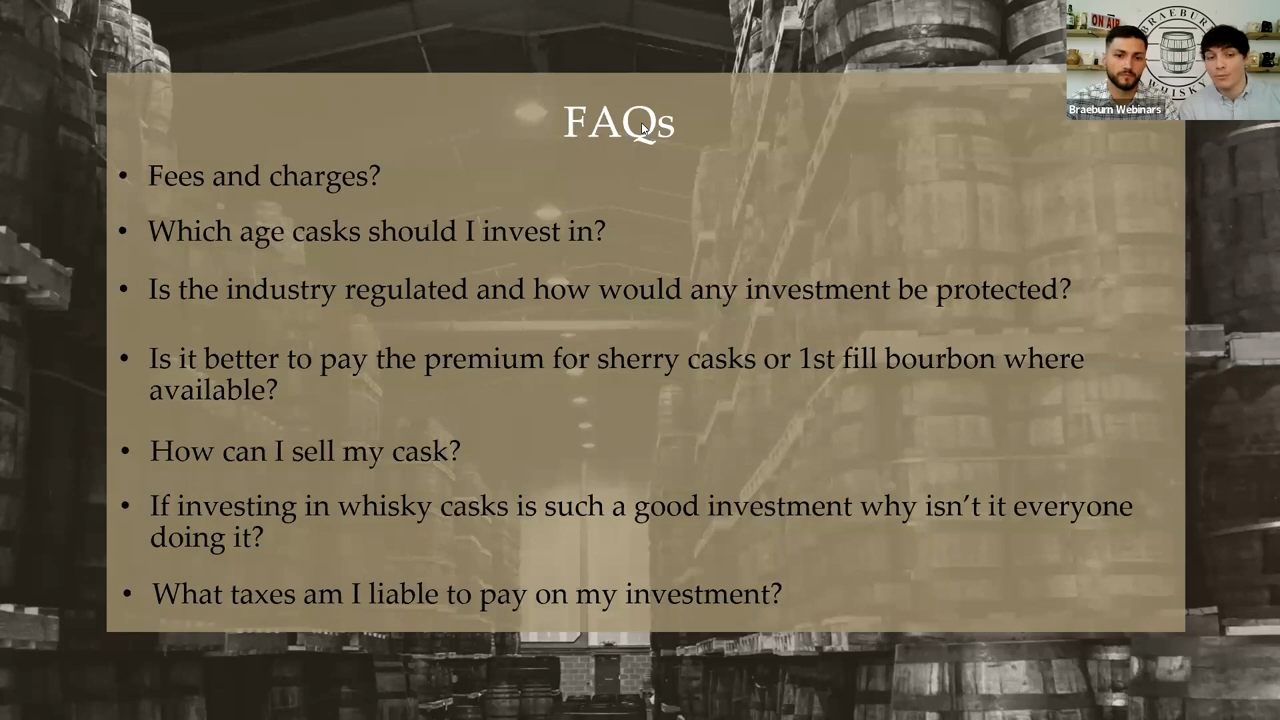 ON AIR
BRAEBURN
WHISKY
Braeburn Webinars
FAQs
• Fees and charges?
• Which age casks should I invest in?
• Is the industry regulated and how would any investment be protected?
• Is it better to pay the premium for sherry casks or 1st fill bourbon where
available?
• How can I sell my cask?
• If investing in whisky casks is such a good investment why isn’t it everyone
doing it?
• What taxes am I liable to pay on my investment?